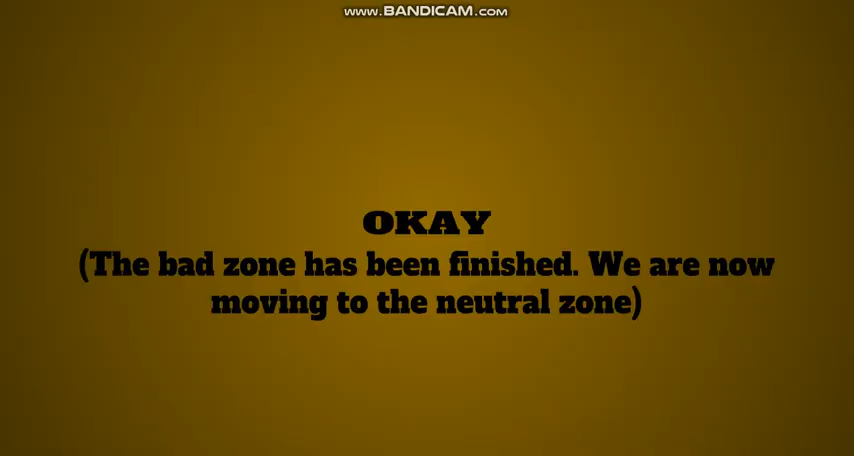 www.BANDICAM.com
OKAY
(The bad zone has been finished. We are now
moving to the neutral zone)